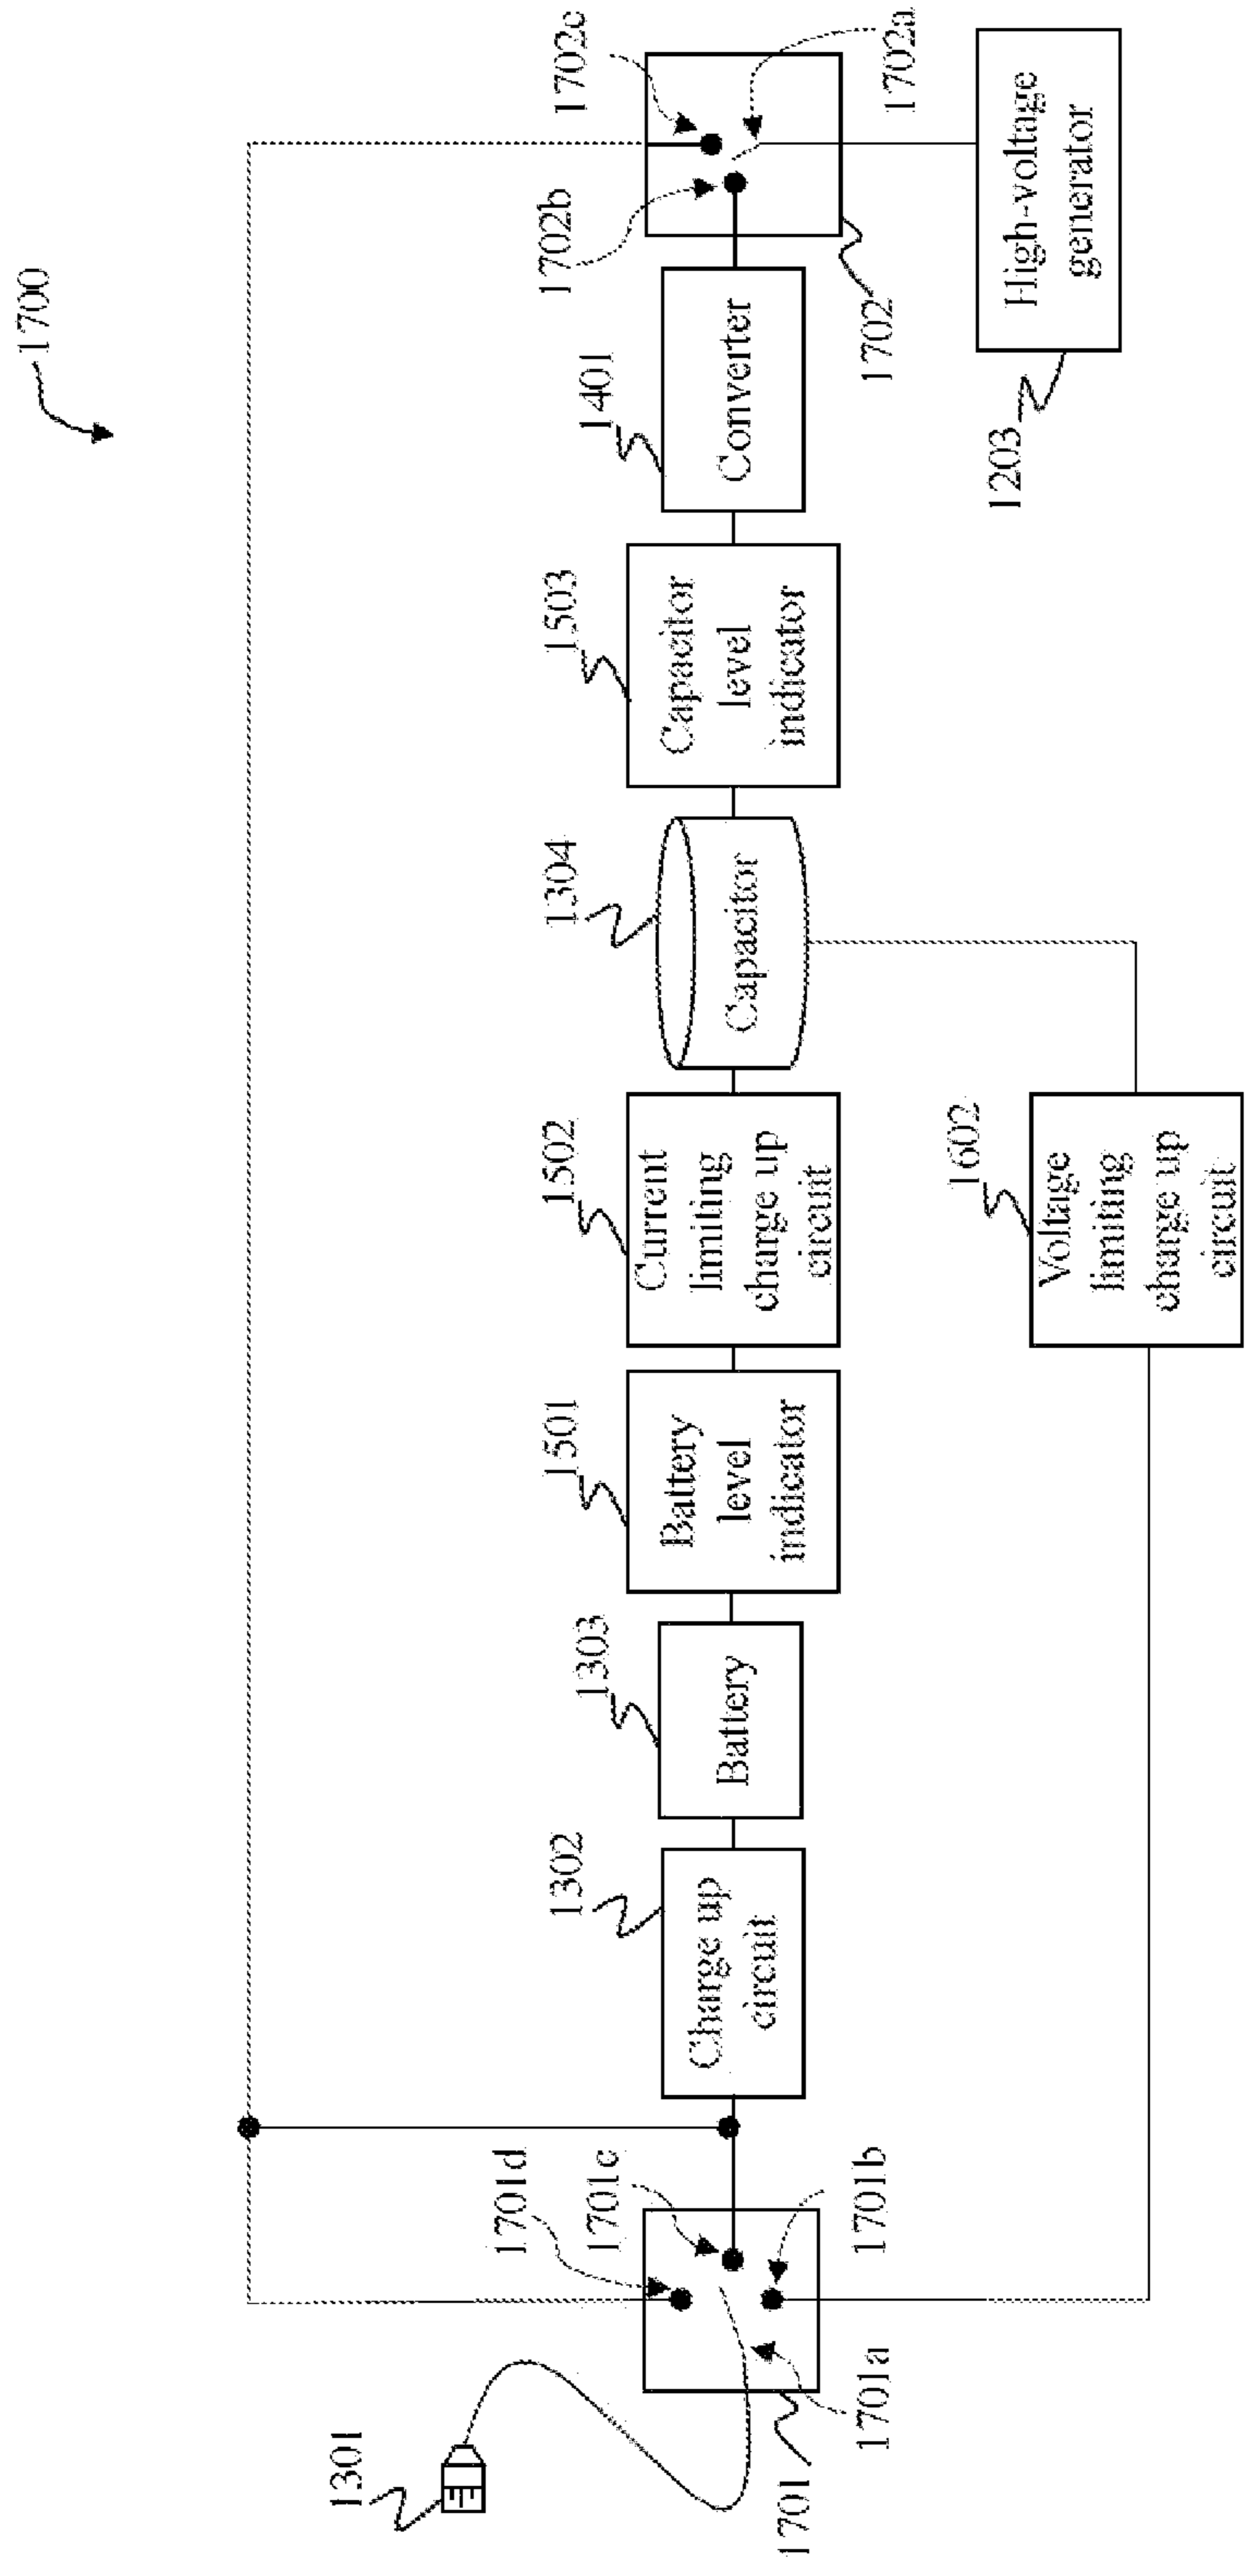 1700
1301
1701
1701a
1701b
1701c
1701d
1302
Charge up
circuit
1303
Battery
1501
Battery
level
indicator
1502
Current
limiting
charge up
circuit
1304
Capacitor
1503
Capacitor
level
indicator
1401
Converter
1702b
1702c
1702a
1702
1602
Voltage
limiting
charge up
circuit
1203
High-voltage
generator